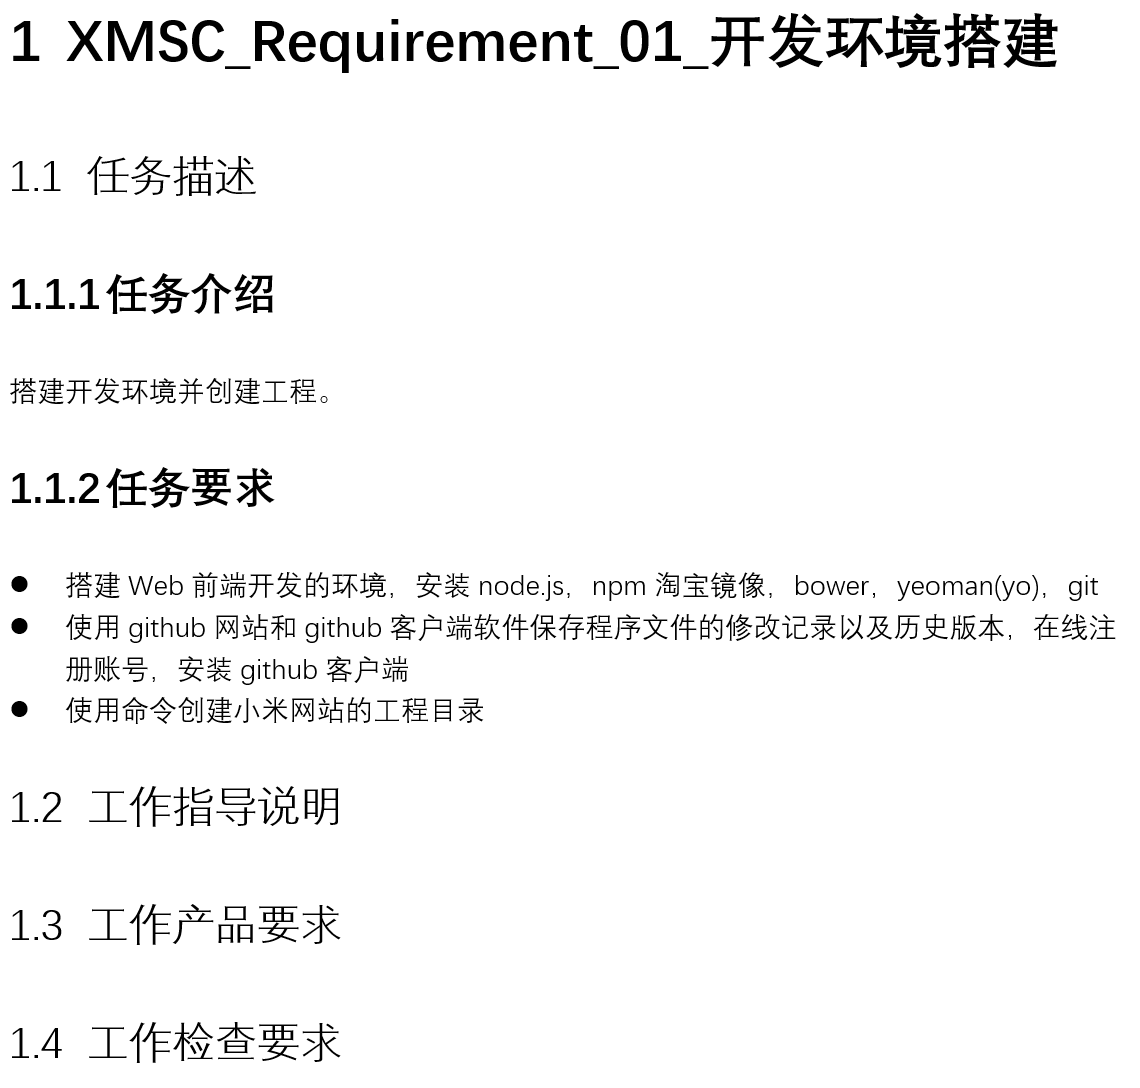 1 XMSC_Requirement_01_开发环境搭建
1.1 任务描述
1.1.1任务介绍
搭建开发环境并创建工程。
1.1.2任务要求
● 搭建 Web 前端开发的环境，安装 node.js，npm 淘宝镜像，bower，yeoman(yo)，git
● 使用 github 网站和 github 客户端软件保存程序文件的修改记录以及历史版本，在线注
册账号，安装 github 客户端
● 使用命令创建小米网站的工程目录
1.2 工作指导说明
1.3 工作产品要求
1.4 工作检查要求